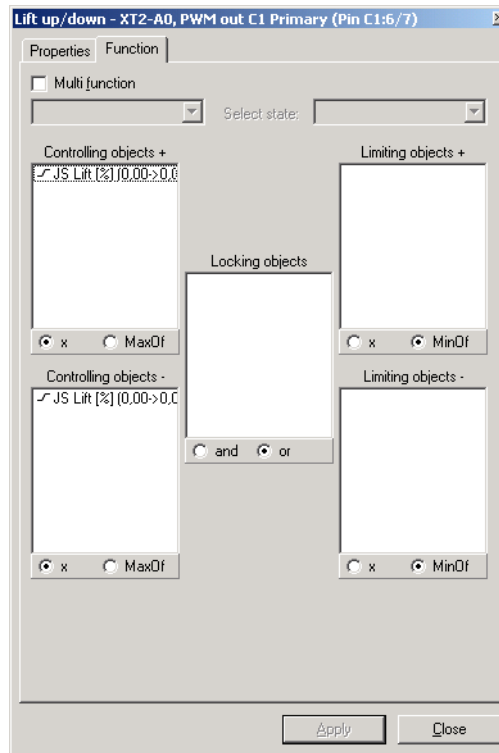 Lift up/down - XT2-A0, PWM out C1 Primary (Pin C1:6/7)
Properties Function
Multi function
Select state:
Controlling objects +
Limiting objects +
JS Lift [%] (0,00->0,0
Locking objects
x MaxOf
x MinOf
Controlling objects -
Limiting objects -
JS Lift [%] (0,00->0,0
and or
x MaxOf
x MinOf
Apply Close